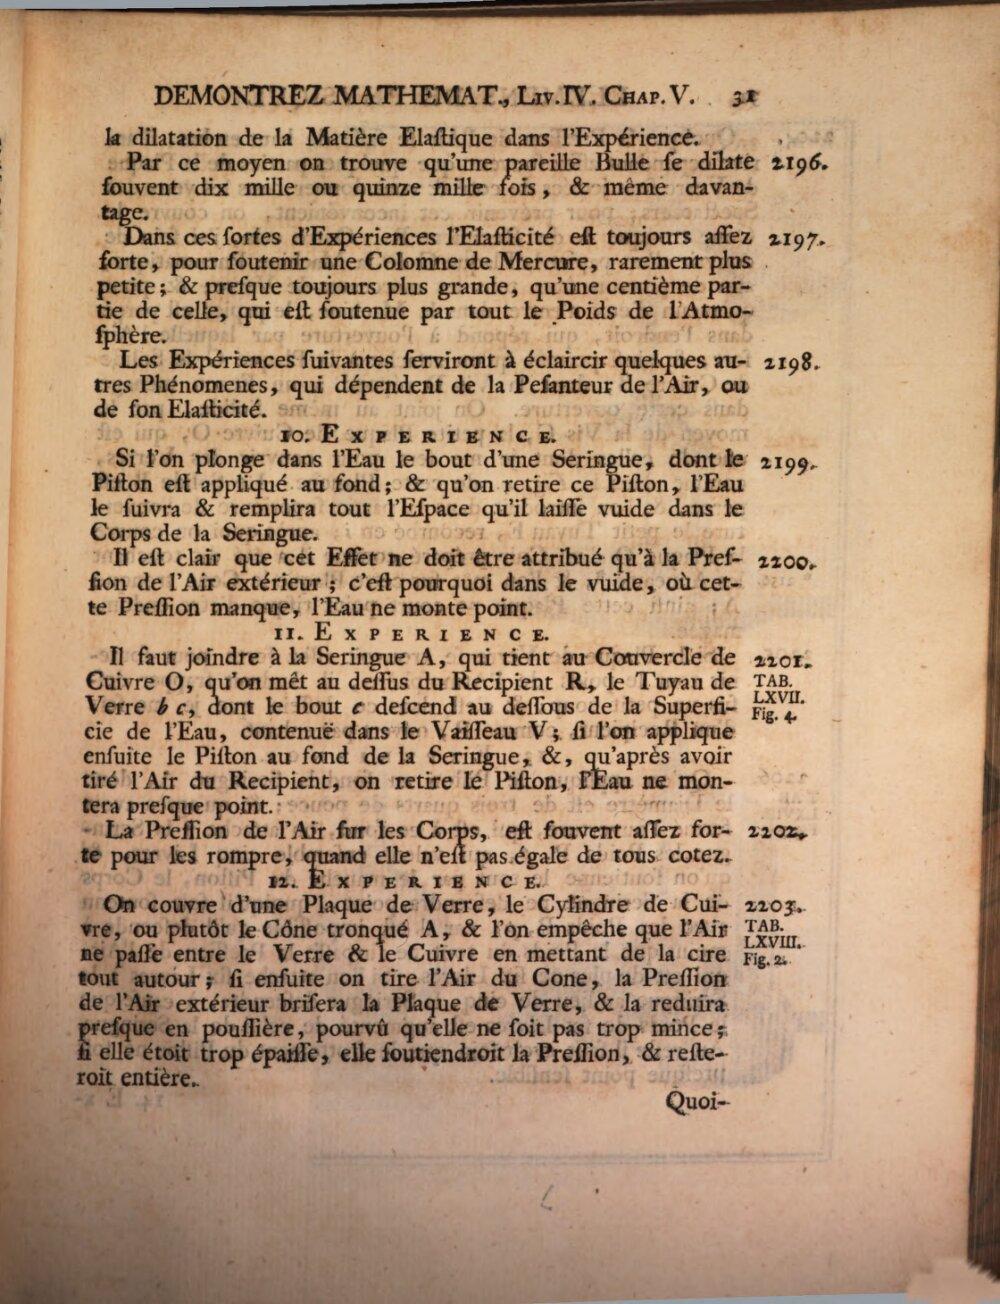 DEMONTREZ MATHEMAT., LIV. IV. CHAP. V. 31
la dilatation de la Matière Elaſtique dans l'Expérience.
Par ce moyen on trouve qu'une pareille Bulle ſe dilate 2196.
ſouvent dix mille ou quinze mille fois, & même davan-
tage.
Dans ces ſortes d'Expériences l'Elaſticité eſt toujours aſſez 2197.
forte, pour ſoutenir une Colomne de Mercure, rarement plus
petite; & preſque toujours plus grande, qu'une centième par-
tie de celle, qui eſt ſoutenue par tout le Poids de l'Atmo-
ſphère.
Les Expériences ſuivantes ſerviront à éclaircir quelques au- 2198.
tres Phénomenes, qui dépendent de la Peſanteur de l'Air, ou
de ſon Elaſticité.
10. EXPERIENCE.
Si l'on plonge dans l'Eau le bout d'une Seringue, dont le 2199.
Piſton eſt appliqué au fond; & qu'on retire ce Piſton, l'Eau
le ſuivra & remplira tout l'Eſpace qu'il laiſſe vuide dans le
Corps de la Seringue.
Il eſt clair que cet Effet ne doit être attribué qu'à la Preſ- 2200.
ſion de l'Air extérieur; c'eſt pourquoi dans le vuide, où cet-
te Preſſion manque, l'Eau ne monte point.
11. EXPERIENCE.
Il faut joindre à la Seringue A, qui tient au Couvercle de 2201.
Cuivre O, qu'on mêt au deſſus du Recipient R, le Tuyau de TAB.
Verre b c, dont le bout c deſcend au deſſous de la Superfi- LXVII.
cie de l'Eau, contenuë dans le Vaiſſeau V; ſi l'on applique Fig. 4.
enſuite le Piſton au fond de la Seringue, &, qu'après avoir
tiré l'Air du Recipient, on retire le Piſton, l'Eau ne mon-
tera preſque point.
La Preſſion de l'Air ſur les Corps, eſt ſouvent aſſez for- 2202.
te pour les rompre, quand elle n'eſt pas égale de tous cotez.
12. EXPERIENCE.
On couvre d'une Plaque de Verre, le Cylindre de Cui- 2203.
vre, ou plutôt le Cône tronqué A, & l'on empêche que l'Air TAB.
ne paſſe entre le Verre & le Cuivre en mettant de la cire LXVIII.
tout autour; ſi enſuite on tire l'Air du Cone, la Preſſion Fig. 2.
de l'Air extérieur briſera la Plaque de Verre, & la reduira
preſque en pouſſière, pourvû qu'elle ne ſoit pas trop mince;
ſi elle étoit trop épaiſſe, elle ſoutiendroit la Preſſion, & reſte-
roit entière.
Quoi-